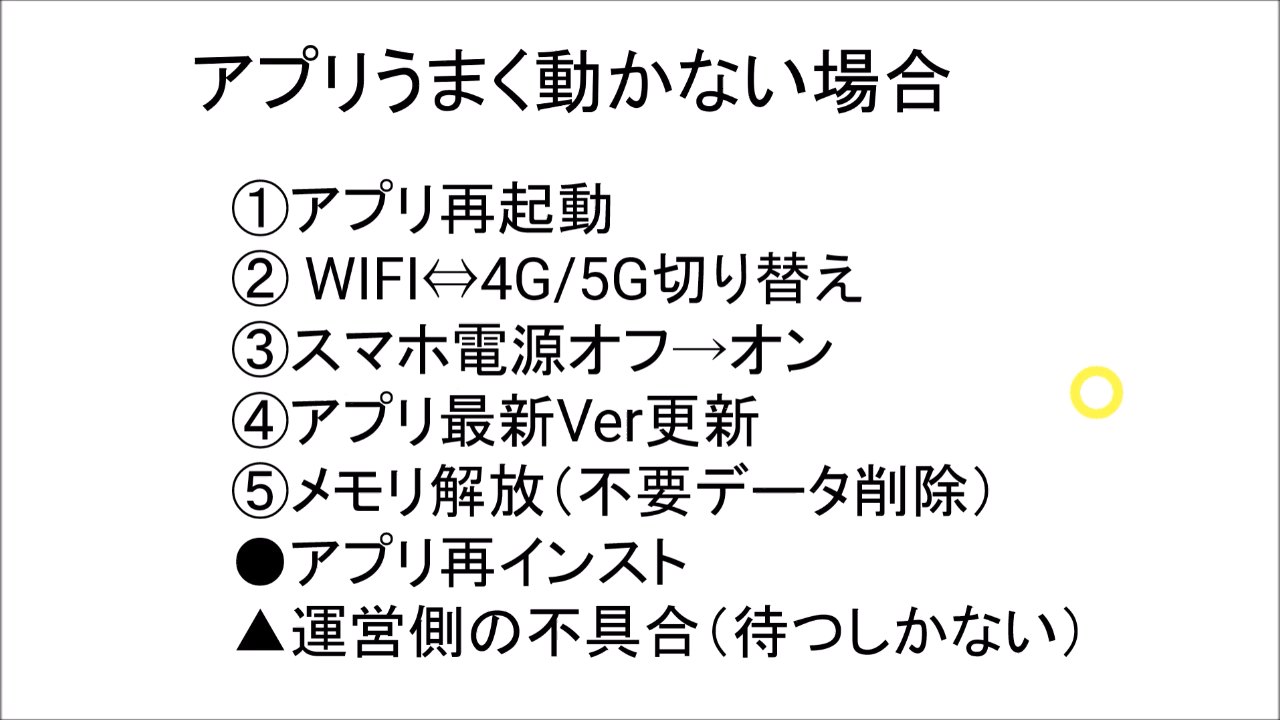 アプリうまく動かない場合
①アプリ再起動
② WIFI⇔4G/5G切り替え
③スマホ電源オフ→オン
④アプリ最新Ver更新
⑤メモリ解放（不要データ削除）
●アプリ再インスト
▲運営側の不具合（待つしかない）